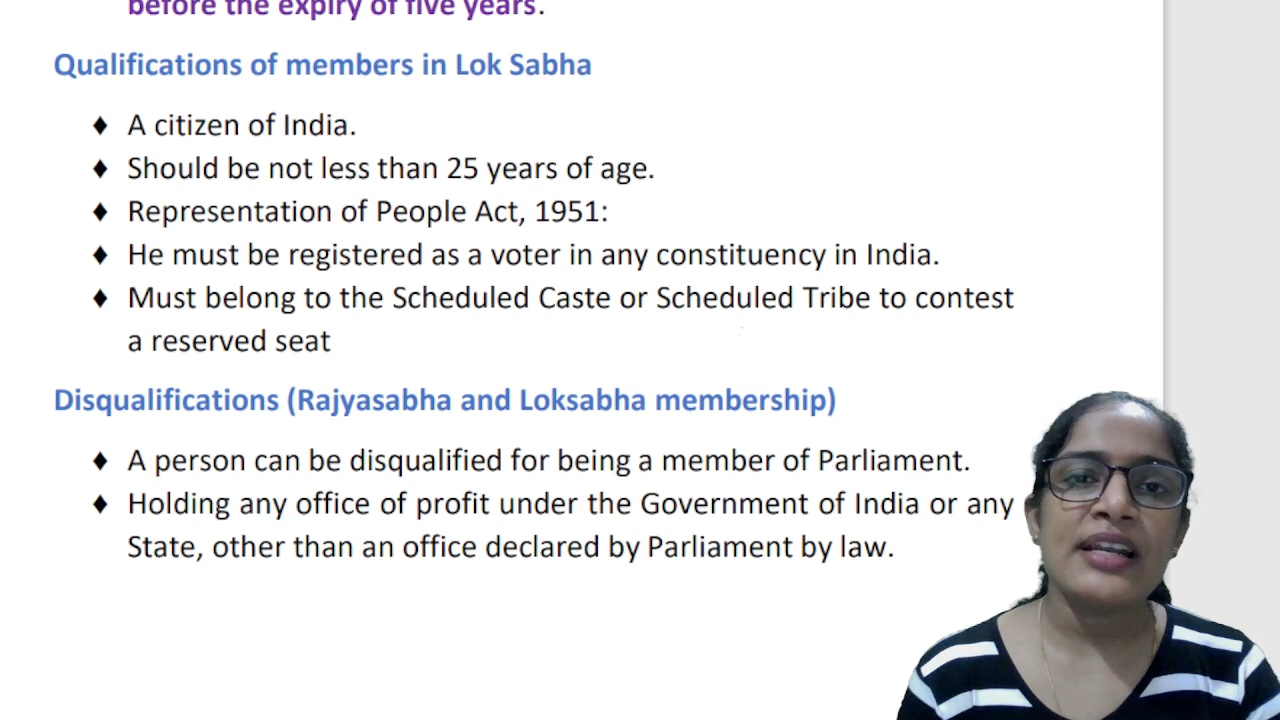 before the expiry of five years.
Qualifications of members in Lok Sabha
♦ A citizen of India.
♦ Should be not less than 25 years of age.
♦ Representation of People Act, 1951:
♦ He must be registered as a voter in any constituency in India.
♦ Must belong to the Scheduled Caste or Scheduled Tribe to contest
a reserved seat
Disqualifications (Rajyasabha and Loksabha membership)
♦ A person can be disqualified for being a member of Parliament.
♦ Holding any office of profit under the Government of India or any
State, other than an office declared by Parliament by law.